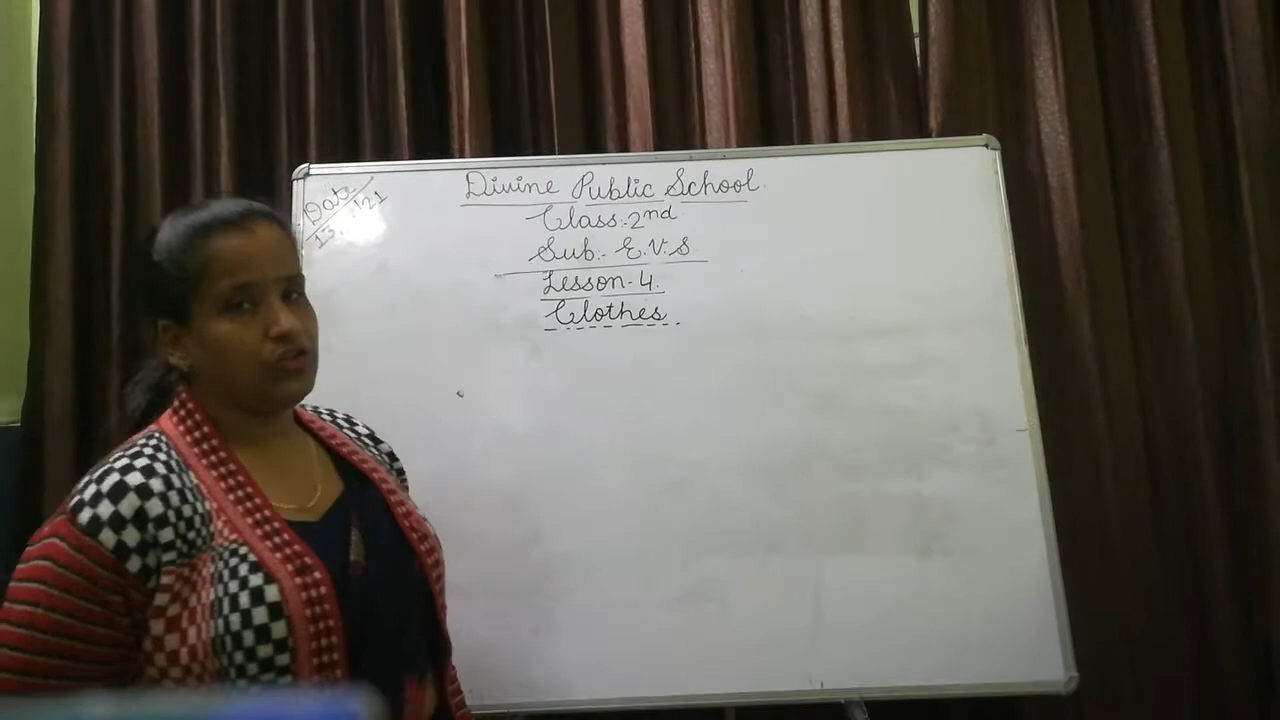 Date
Divine Public School
Class:-2nd
Sub:- E.V.S
Lesson-4.
Clothes